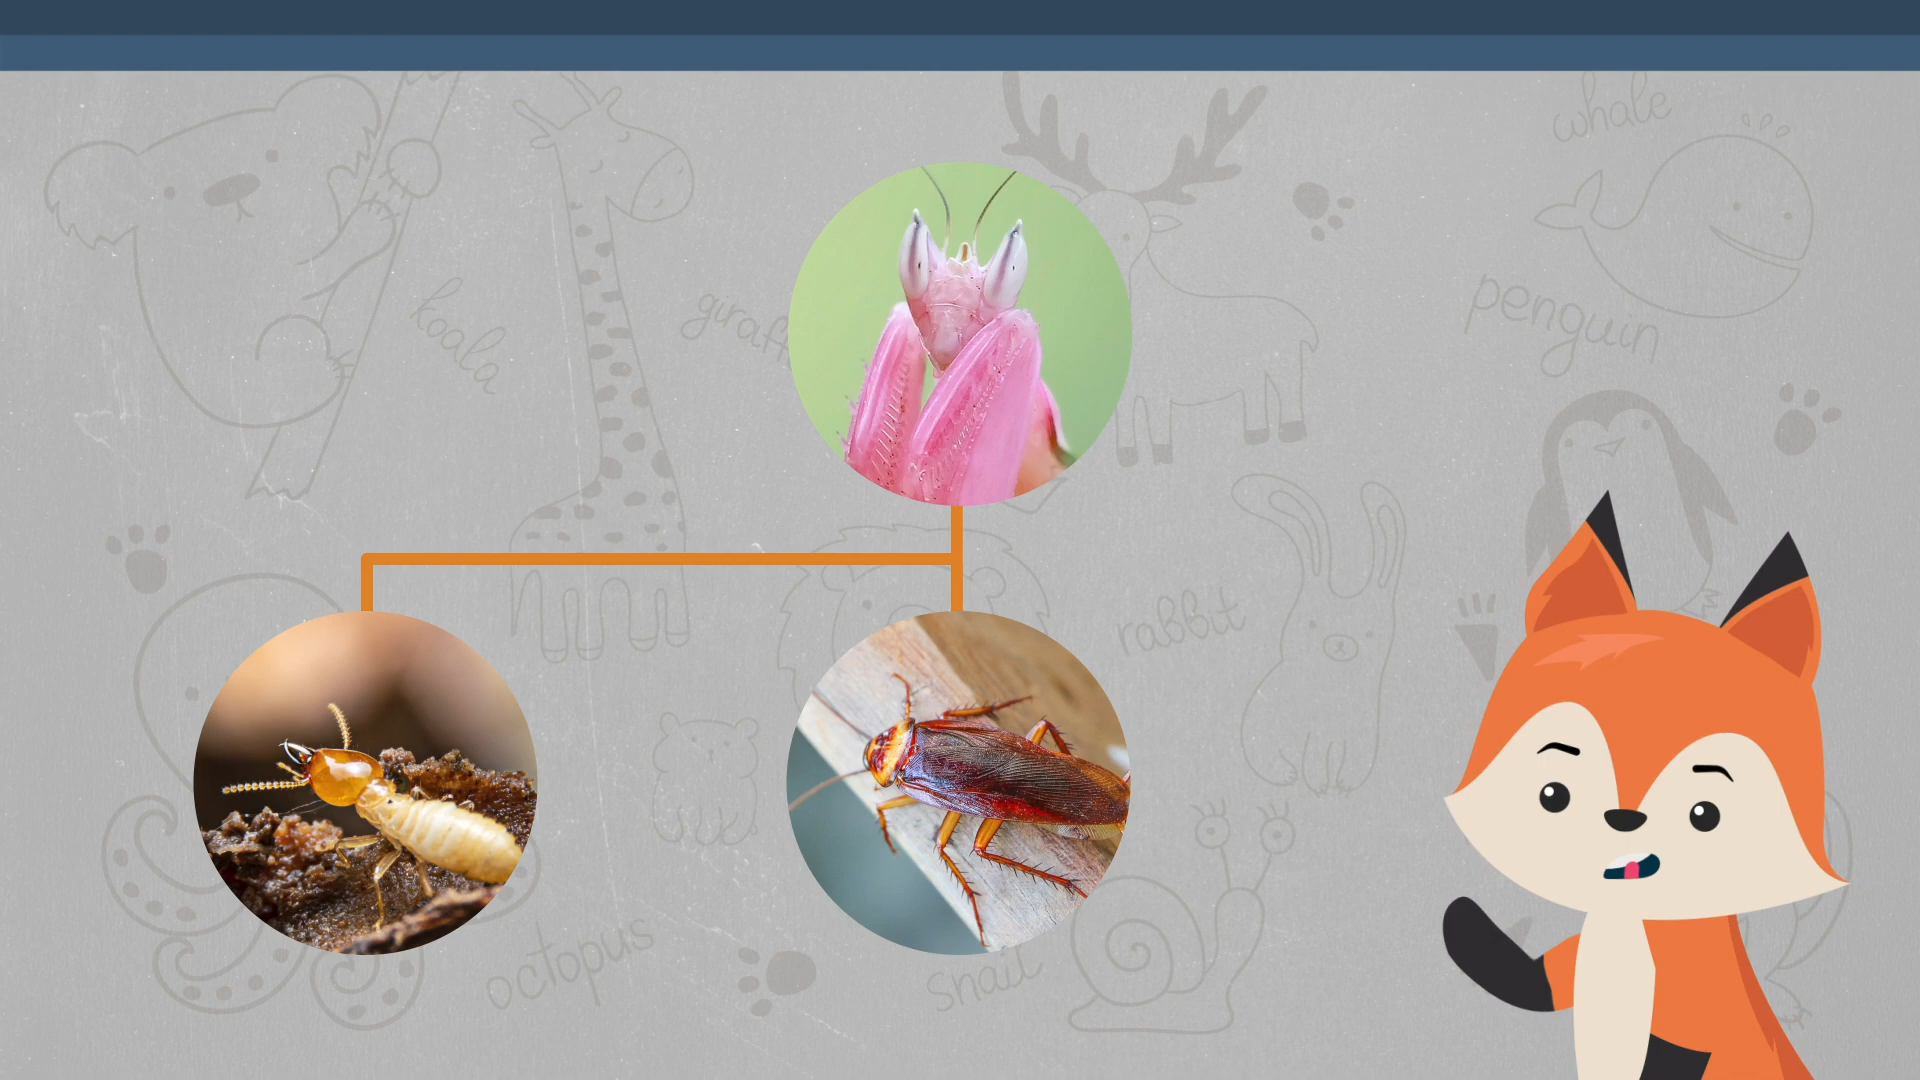 whale
koala
giraff
penguin
rabbit
octopus
snail